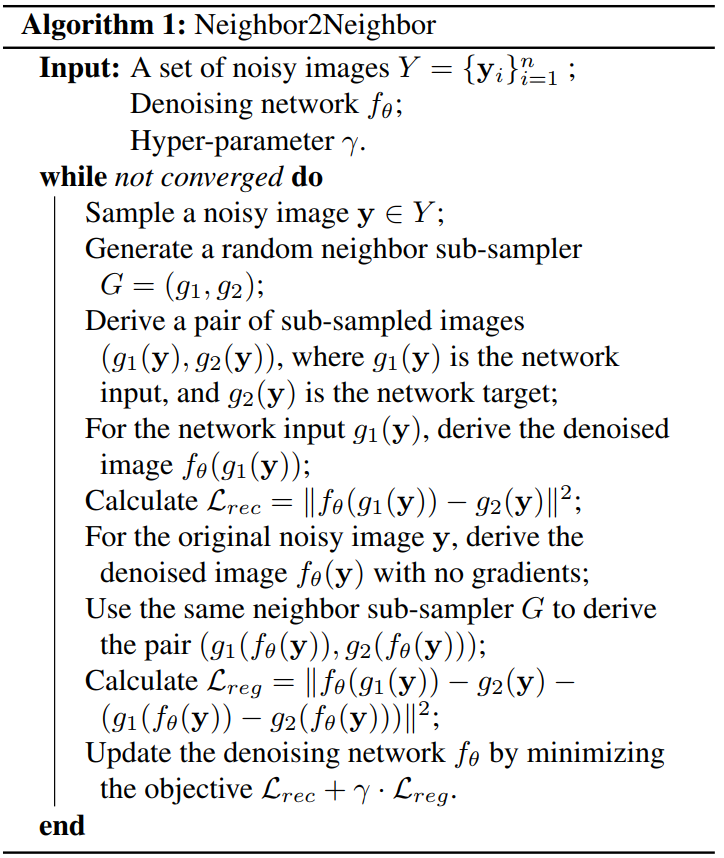 Algorithm 1: Neighbor2Neighbor
Input: A set of noisy images $Y = \{\mathbf{y}_i\}_{i=1}^n$ ;
Denoising network $f_\theta$;
Hyper-parameter $\gamma$.
while not converged do
Sample a noisy image $\mathbf{y} \in Y$;
Generate a random neighbor sub-sampler
$G = (g_1, g_2)$;
Derive a pair of sub-sampled images
$(g_1(\mathbf{y}), g_2(\mathbf{y}))$, where $g_1(\mathbf{y})$ is the network
input, and $g_2(\mathbf{y})$ is the network target;
For the network input $g_1(\mathbf{y})$, derive the denoised
image $f_\theta(g_1(\mathbf{y}))$;
Calculate $\mathcal{L}_{rec} = \|f_\theta(g_1(\mathbf{y})) - g_2(\mathbf{y})\|^2$;
For the original noisy image $\mathbf{y}$, derive the
denoised image $f_\theta(\mathbf{y})$ with no gradients;
Use the same neighbor sub-sampler $G$ to derive
the pair $(g_1(f_\theta(\mathbf{y})), g_2(f_\theta(\mathbf{y})))$;
Calculate $\mathcal{L}_{reg} = \|f_\theta(g_1(\mathbf{y})) - g_2(\mathbf{y}) -$
$(g_1(f_\theta(\mathbf{y})) - g_2(f_\theta(\mathbf{y})))\|^2$;
Update the denoising network $f_\theta$ by minimizing
the objective $\mathcal{L}_{rec} + \gamma \cdot \mathcal{L}_{reg}$.
end